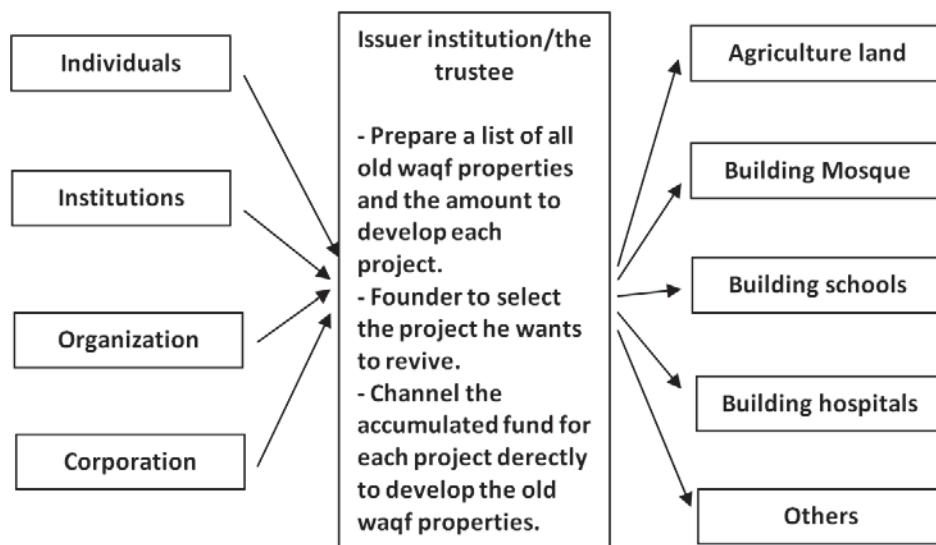 Individuals
Institutions
Organization
Corporation
Issuer institution/the
trustee
- Prepare a list of all
old waqf properties
and the amount to
develop each
project.
- Founder to select
the project he wants
to revive.
- Channel the
accumulated fund for
each project derectly
to develop the old
waqf properties.
Agriculture land
Building Mosque
Building schools
Building hospitals
Others